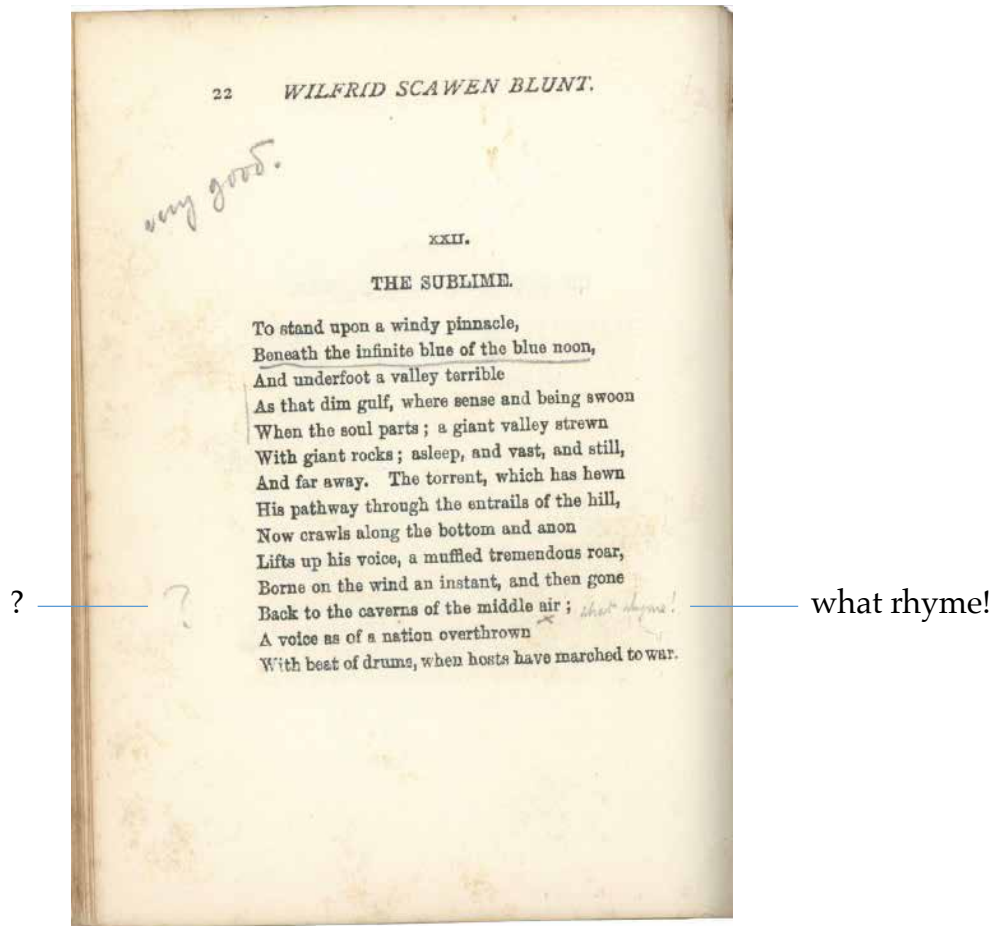 22 WILFRID SCAWEN BLUNT.
very good.
XXII.
THE SUBLIME.
To stand upon a windy pinnacle,
Beneath the infinite blue of the blue noon,
And underfoot a valley terrible
As that dim gulf, where sense and being swoon
When the soul parts; a giant valley strewn
With giant rocks; asleep, and vast, and still,
And far away. The torrent, which has hewn
His pathway through the entrails of the hill,
Now crawls along the bottom and anon
Lifts up his voice, a muffled tremendous roar,
Borne on the wind an instant, and then gone
? ? Back to the caverns of the middle air; what rhyme! what rhyme!
A voice as of a nation overthrown
With beat of drums, when hosts have marched to war.